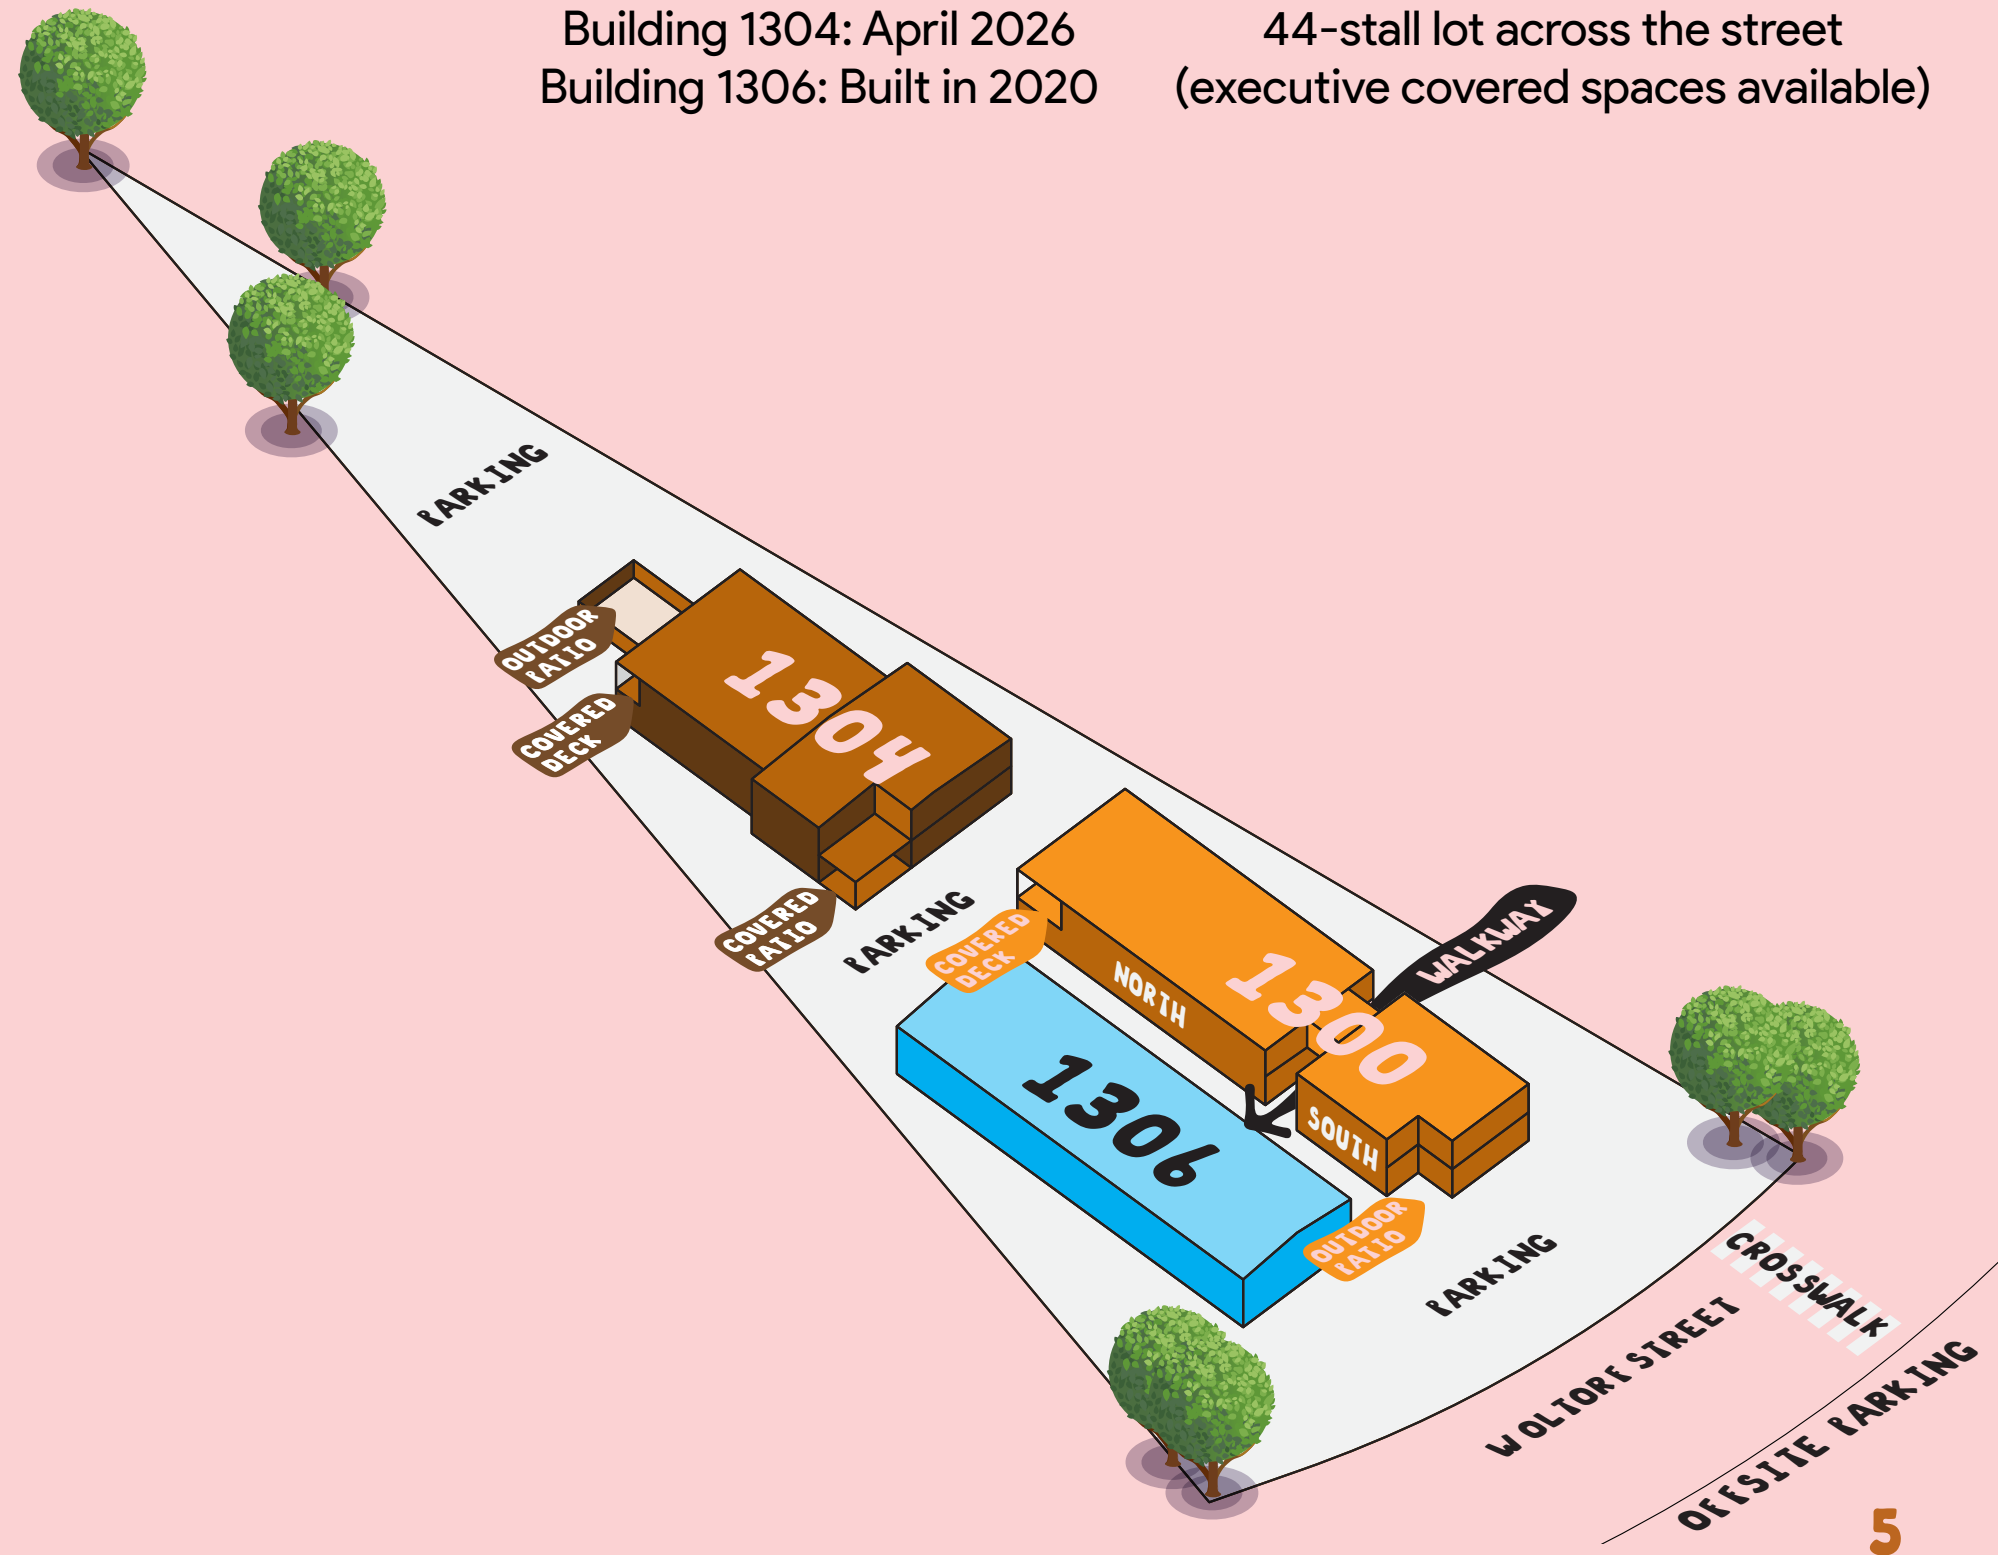 Building 1304: April 2026
Building 1306: Built in 2020
44-stall lot across the street
(executive covered spaces available)
PARKING
OUTDOOR
PATIO
1304
COVERED
DECK
COVERED
PATIO
PARKING
COVERED
DECK
NORTH
1300
WALKWAY
1306
SOUTH
OUTDOOR
PATIO
PARKING
CROSSWALK
WOLTORF STREET
OFFSITE PARKING
5